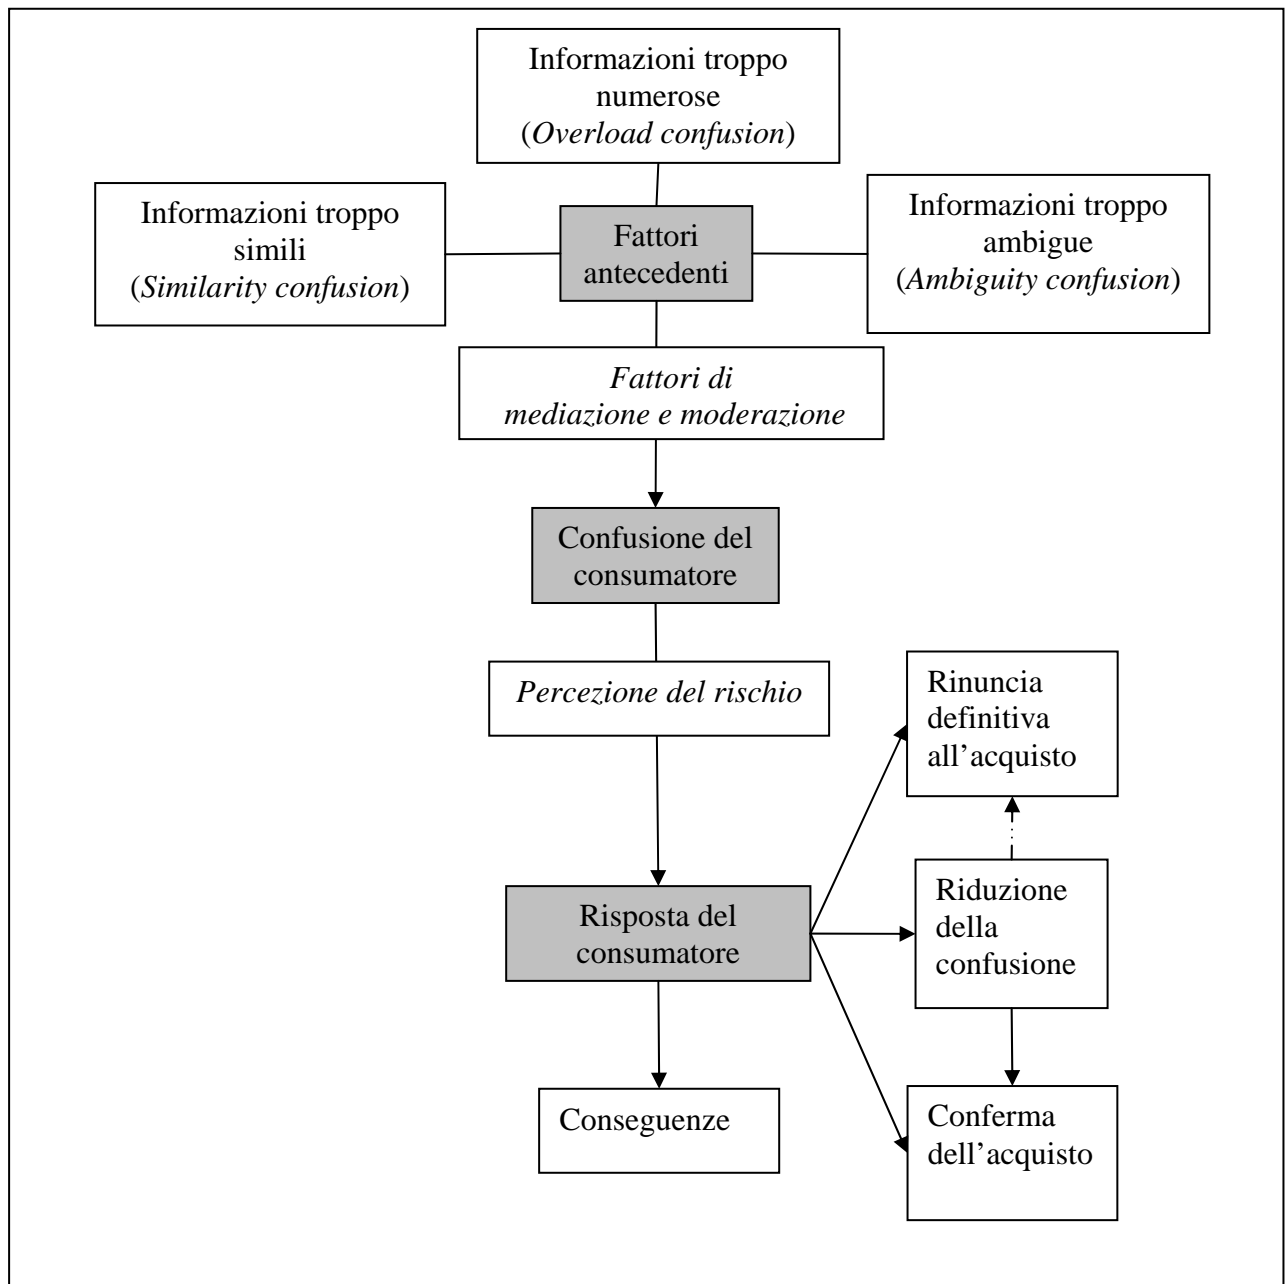 Informazioni troppo
numerose
(Overload confusion)
Informazioni troppo
simili
(Similarity confusion)
Fattori
antecedenti
Informazioni troppo
ambigue
(Ambiguity confusion)
Fattori di
mediazione e moderazione
Confusione del
consumatore
Percezione del rischio
Rinuncia
definitiva
all’acquisto
Risposta del
consumatore
Riduzione
della
confusione
Conseguenze
Conferma
dell’acquisto